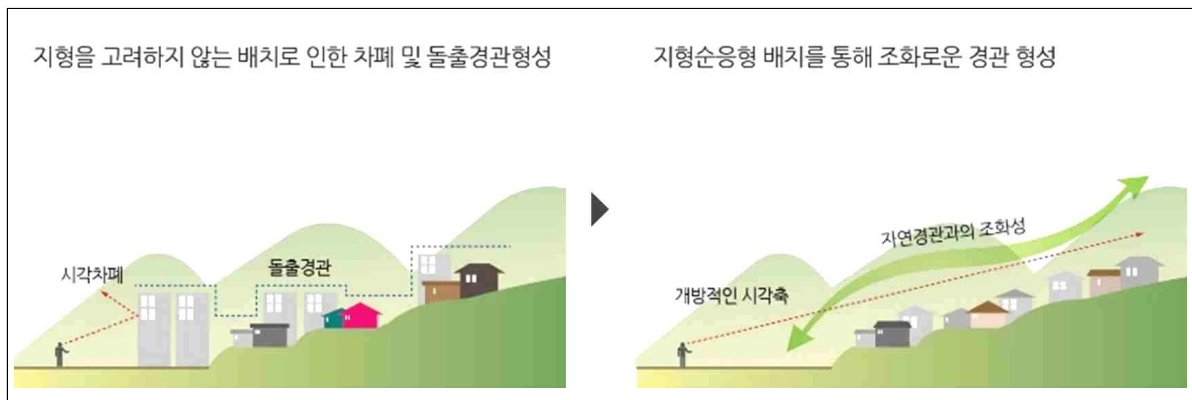 지형을 고려하지 않는 배치로 인한 차폐 및 돌출경관형성
시각차폐
돌출경관
지형순응형 배치를 통해 조화로운 경관 형성
자연경관과의 조화성
개방적인 시각축